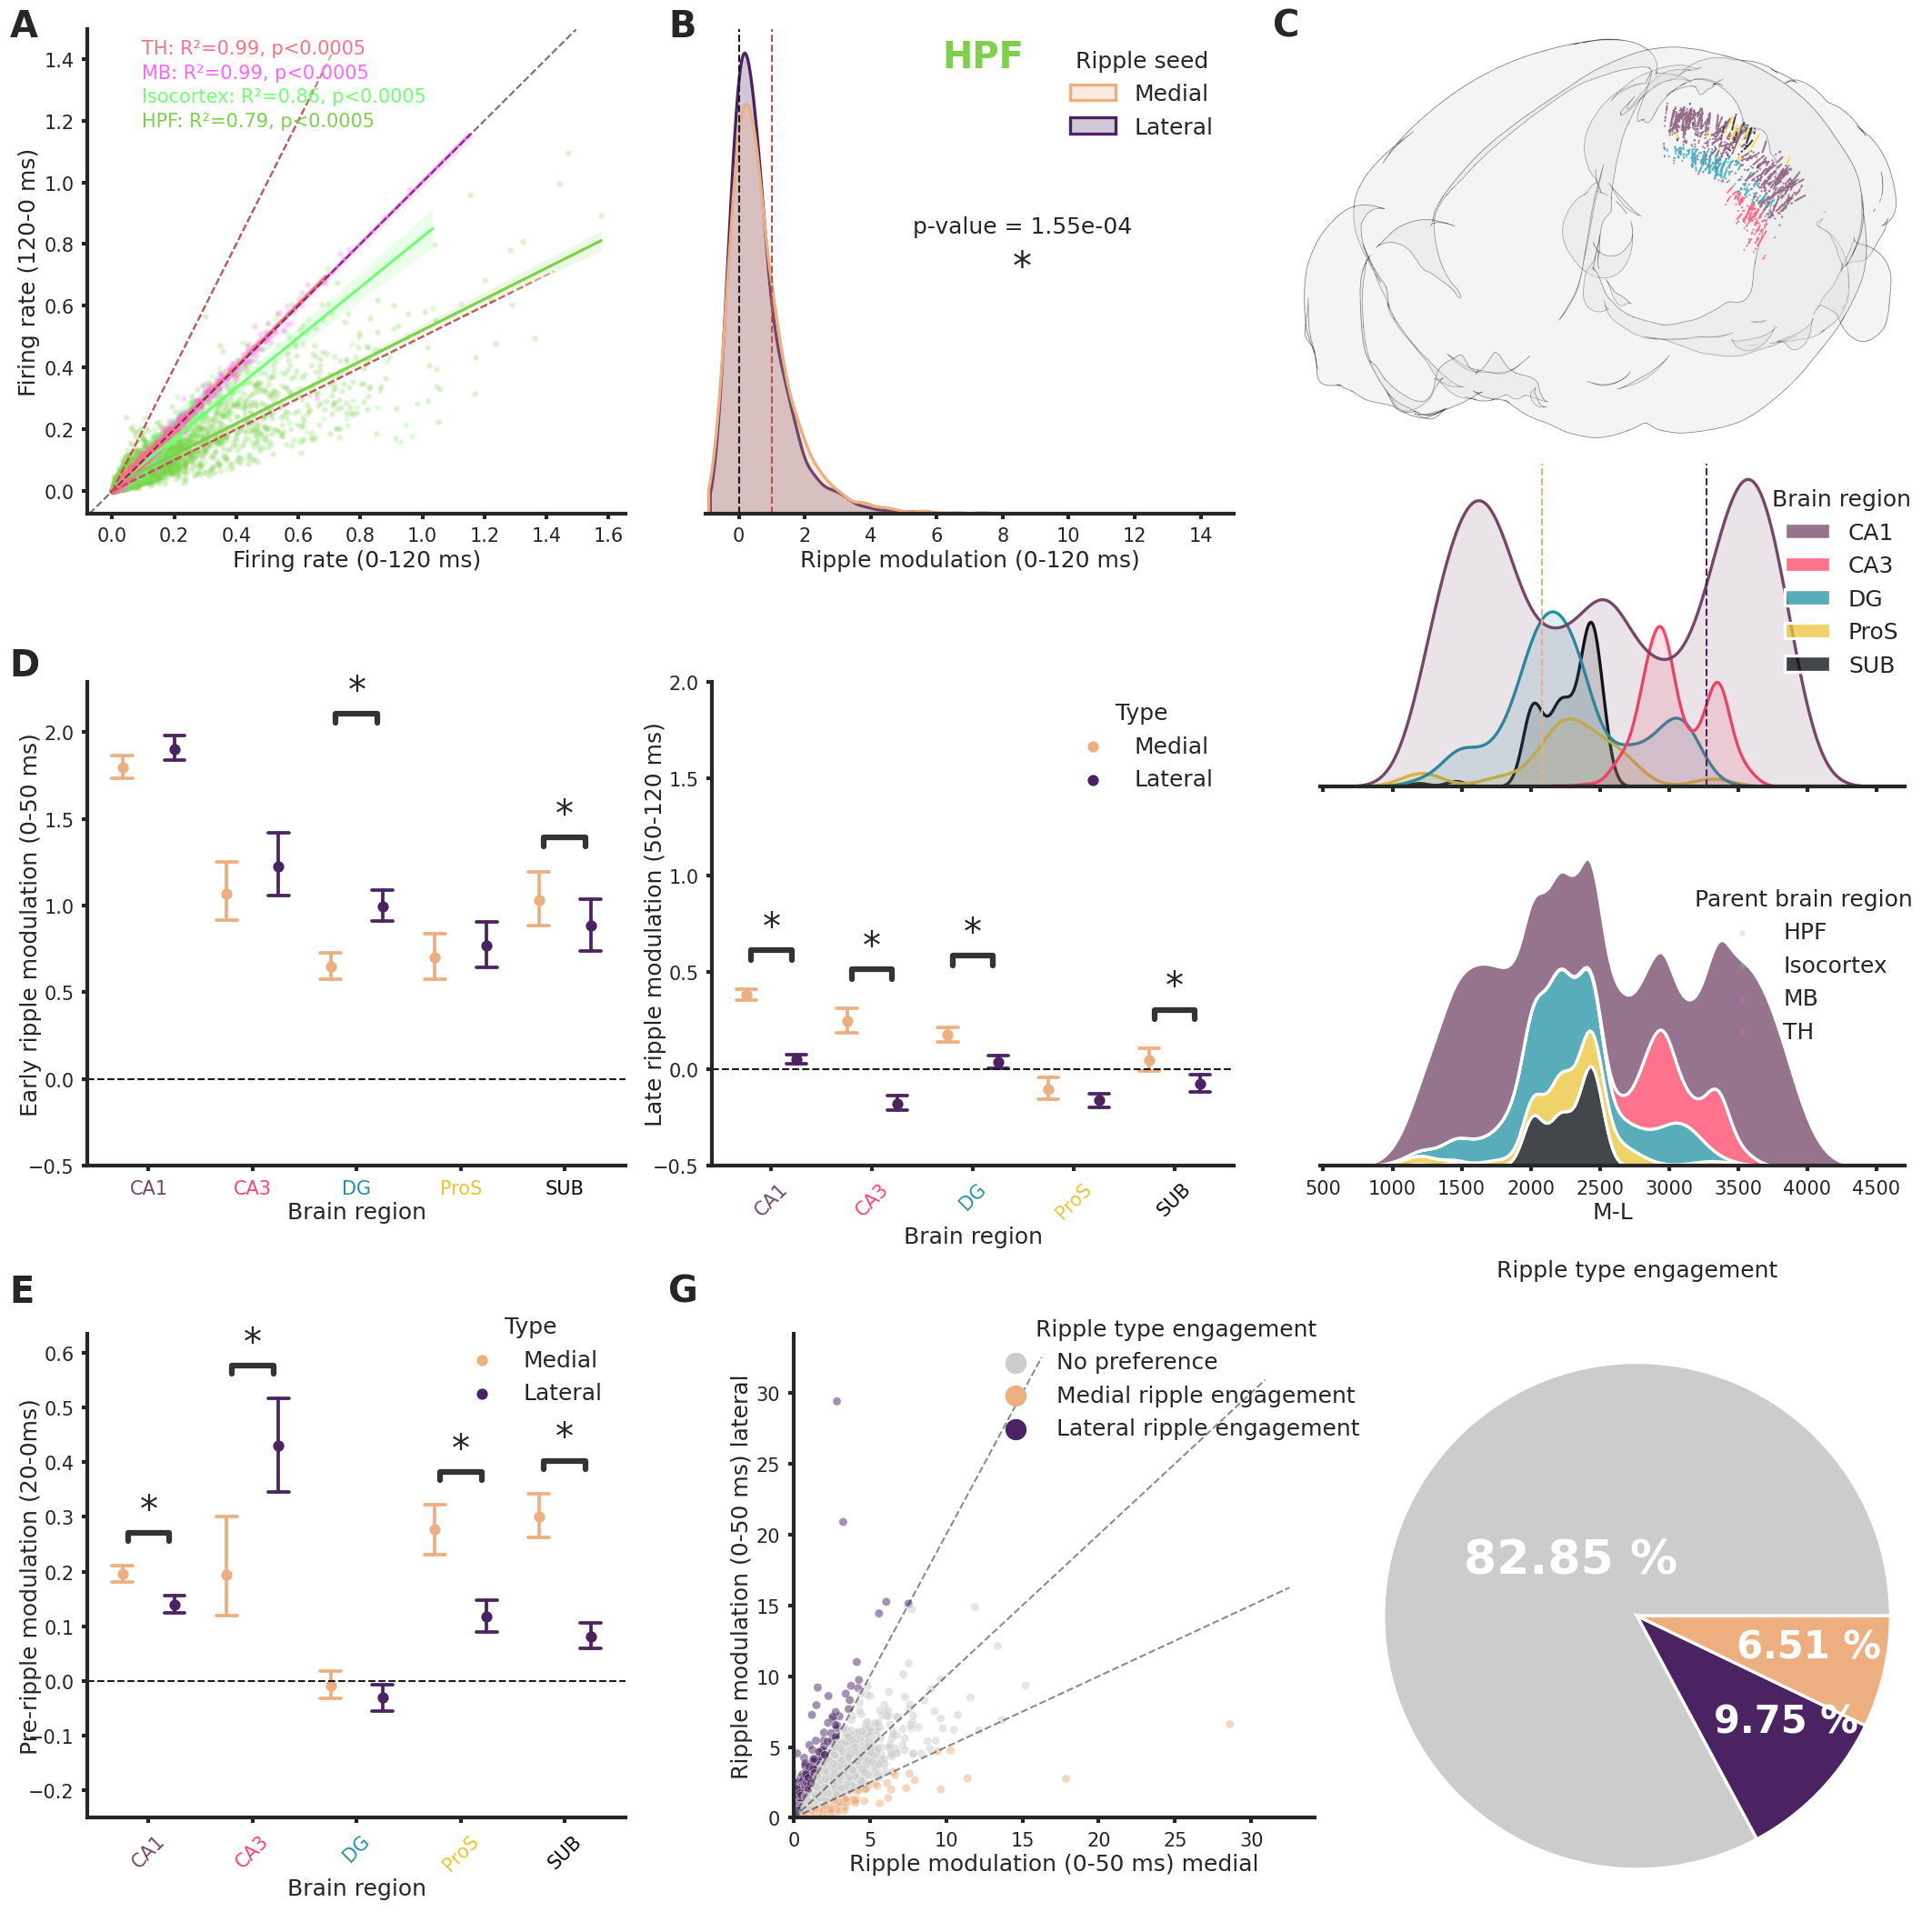 A
TH: R²=0.99, p<0.0005
MB: R²=0.99, p<0.0005
Isocortex: R²=0.86, p<0.0005
HPF: R²=0.79, p<0.0005
Firing rate (120-0 ms)
1.4
1.2
1.0
0.8
0.6
0.4
0.2
0.0
0.0 0.2 0.4 0.6 0.8 1.0 1.2 1.4 1.6
Firing rate (0-120 ms)
B
HPF
Ripple seed
Medial
Lateral
p-value = 1.55e-04
*
0 2 4 6 8 10 12 14
Ripple modulation (0-120 ms)
C
Brain region
CA1
CA3
DG
ProS
SUB
Parent brain region
HPF
Isocortex
MB
TH
500 1000 1500 2000 2500 3000 3500 4000 4500
M-L
D
Early ripple modulation (0-50 ms)
2.0
1.5
1.0
0.5
0.0
−0.5
*
*
CA1 CA3 DG ProS SUB
Brain region
Late ripple modulation (50-120 ms)
2.0
1.5
1.0
0.5
0.0
−0.5
Type
Medial
Lateral
* * * *
CA1 CA3 DG ProS SUB
Brain region
E
Pre-ripple modulation (20-0ms)
0.6
0.5
0.4
0.3
0.2
0.1
0.0
−0.1
−0.2
Type
Medial
Lateral
* * * *
CA1 CA3 DG ProS SUB
Brain region
G
Ripple modulation (0-50 ms) lateral
30
25
20
15
10
5
0
Ripple type engagement
No preference
Medial ripple engagement
Lateral ripple engagement
0 5 10 15 20 25 30
Ripple modulation (0-50 ms) medial
Ripple type engagement
82.85 %
6.51 %
9.75 %